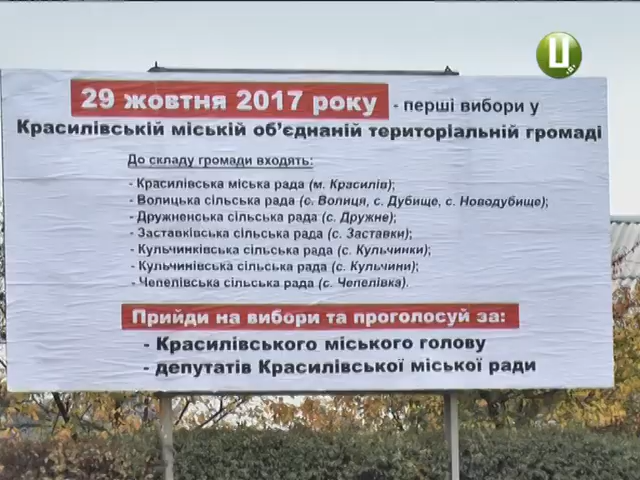 Ц
29 жовтня 2017 року - перші вибори у
Красилівській міській об'єднаній територіальній громаді
До складу громади входять:
- Красилівська міська рада (м. Красилів);
- Волицька сільська рада (с. Волиця, с. Дубище, с. Новодубище);
- Дружненська сільська рада (с. Дружне);
- Заставківська сільська рада (с. Заставки);
- Кульчинківська сільська рада (с. Кульчинки);
- Кульчинівська сільська рада (с. Кульчини);
- Чепелівська сільська рада (с. Чепелівка).
Прийди на вибори та проголосуй за:
- Красилівського міського голову
- депутатів Красилівської міської ради